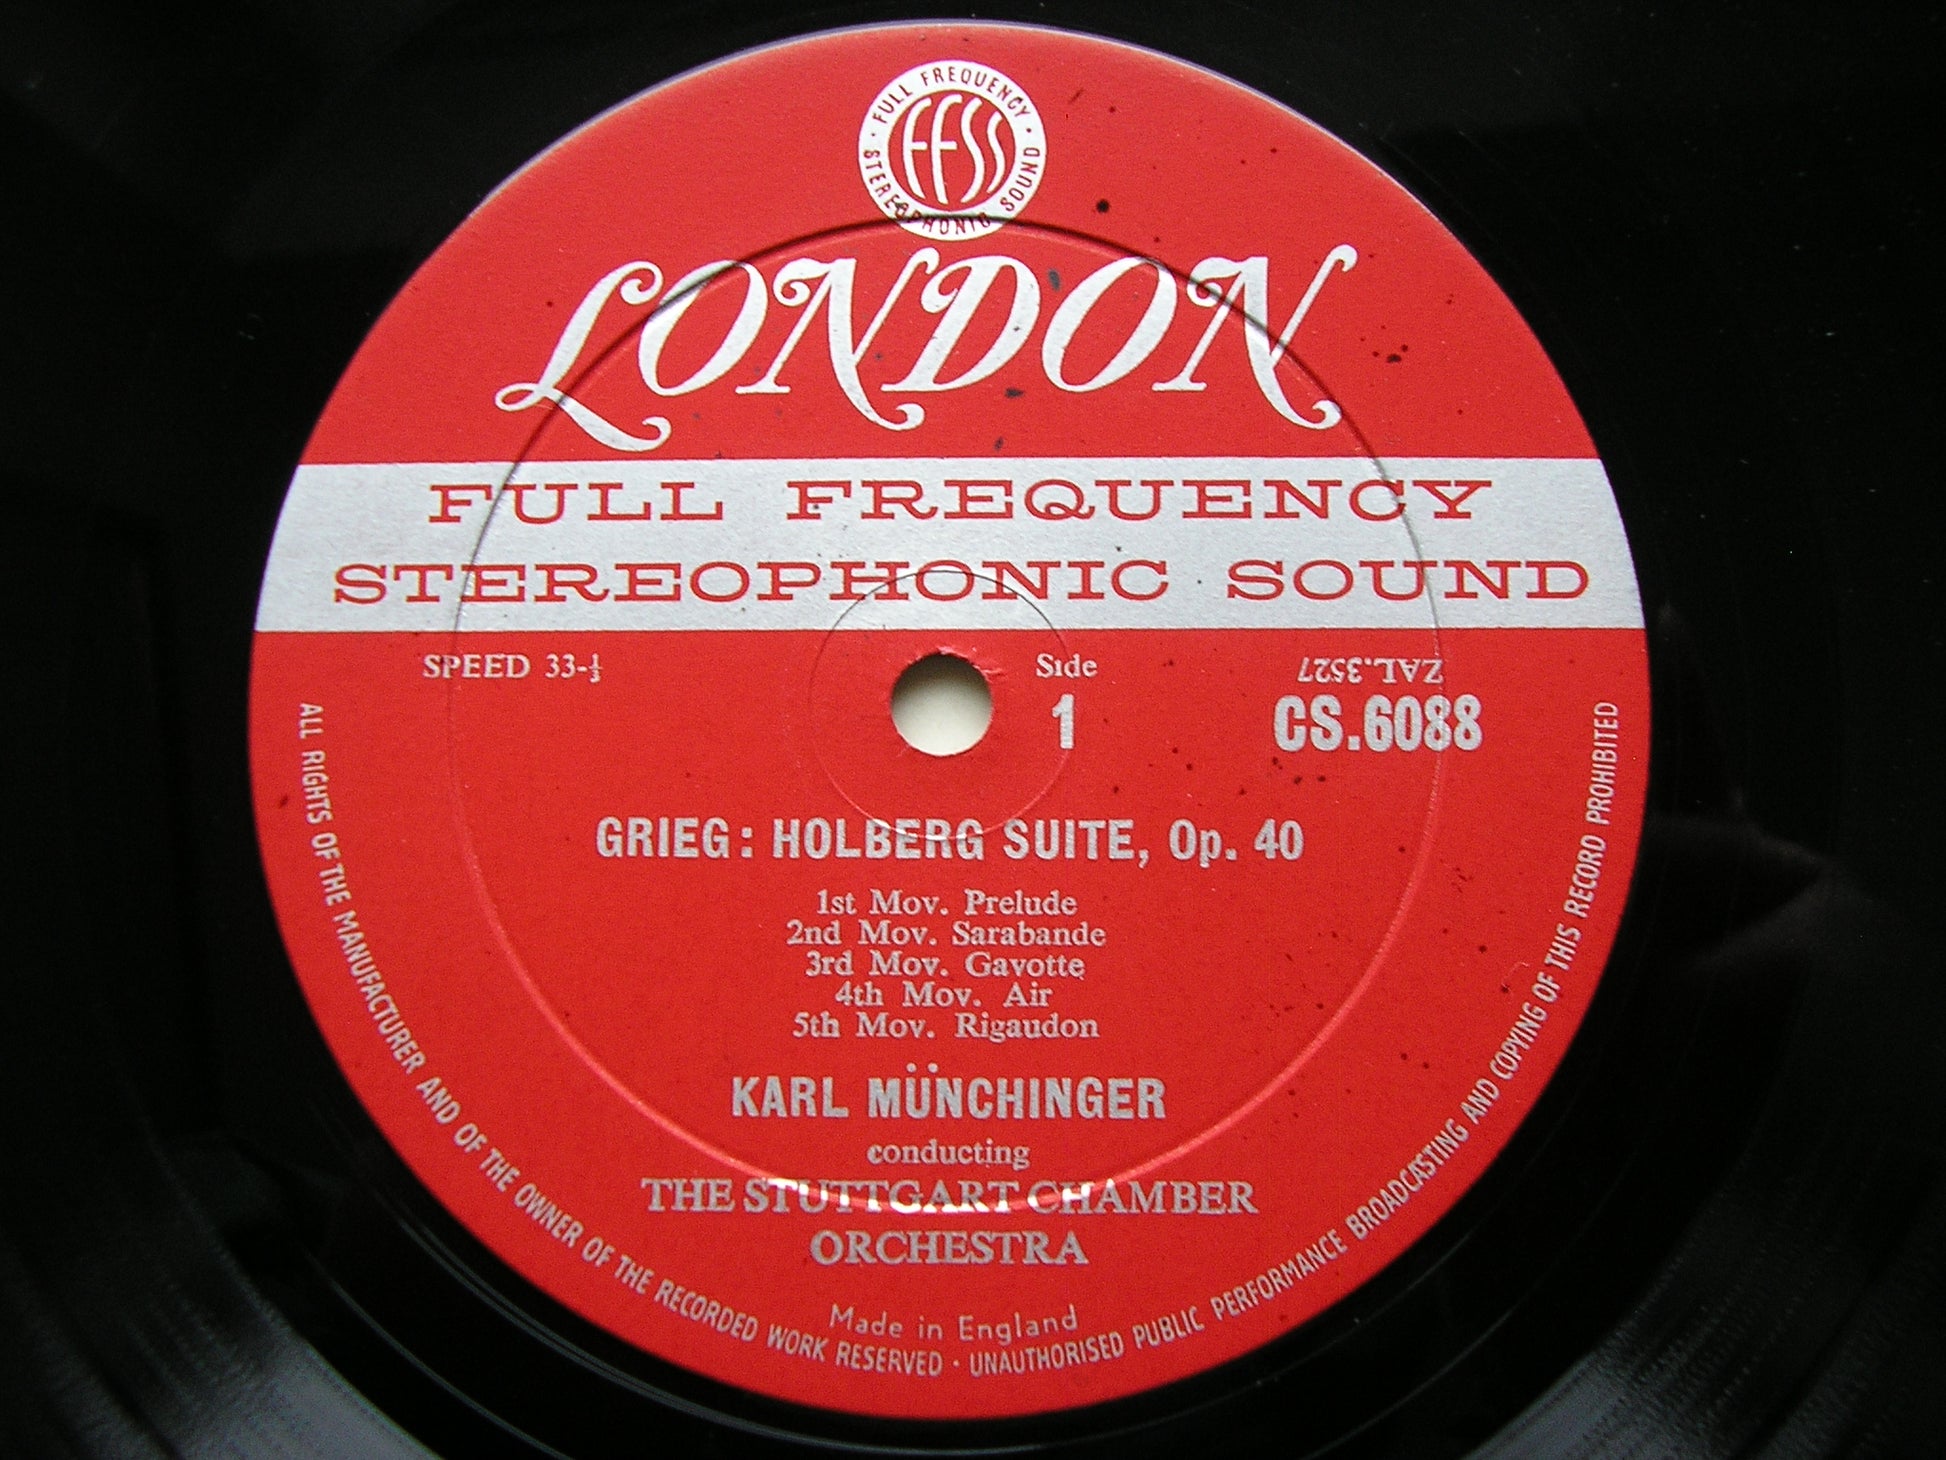 FULL FREQUENCY
FFSS
STEREOPHONIC SOUND
LONDON
FULL FREQUENCY
STEREOPHONIC SOUND
SPEED 33-⅓
Side
1
ZAL.3527
CS.6088
GRIEG: HOLBERG SUITE, Op. 40
1st Mov. Prelude
2nd Mov. Sarabande
3rd Mov. Gavotte
4th Mov. Air
5th Mov. Rigaudon
KARL MÜNCHINGER
conducting
THE STUTTGART CHAMBER
ORCHESTRA
Made in England
ALL RIGHTS OF THE MANUFACTURER AND OF THE OWNER OF THE RECORDED WORK RESERVED · UNAUTHORISED PUBLIC PERFORMANCE BROADCASTING AND COPYING OF THIS RECORD PROHIBITED